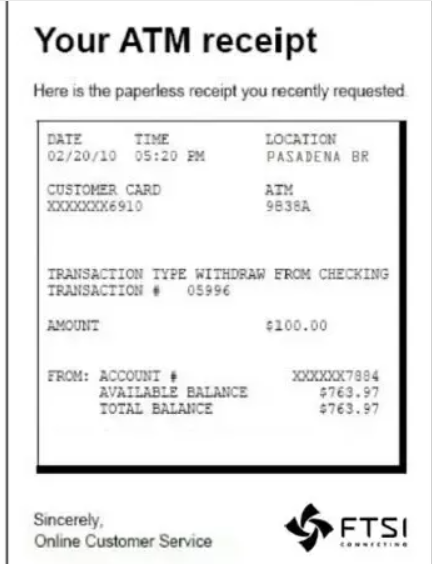 Your ATM receipt
Here is the paperless receipt you recently requested.
DATE TIME LOCATION
02/20/10 05:20 PM PASADENA BR
CUSTOMER CARD ATM
XXXXXXX6910 9838A
TRANSACTION TYPE WITHDRAW FROM CHECKING
TRANSACTION # 05996
AMOUNT $100.00
FROM: ACCOUNT # XXXXXX7884
AVAILABLE BALANCE $763.97
TOTAL BALANCE $763.97
Sincerely,
Online Customer Service
FTSI
CONNECTING